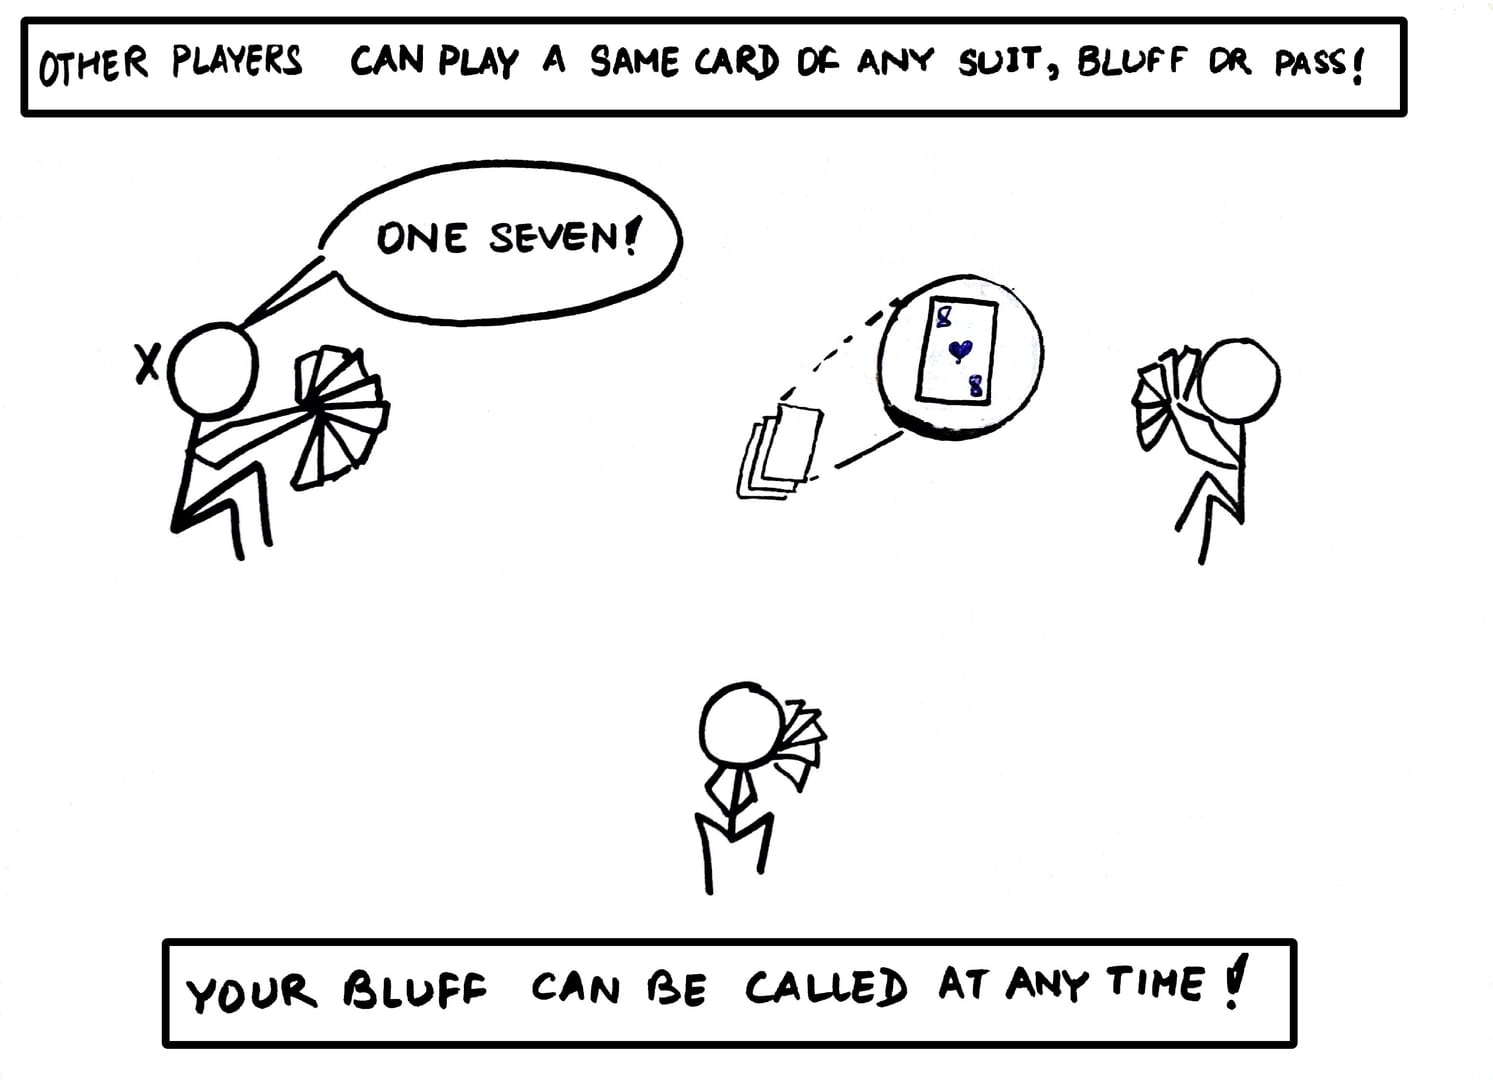 OTHER PLAYERS CAN PLAY A SAME CARD OF ANY SUIT, BLUFF OR PASS!
ONE SEVEN!
X
8
8
YOUR BLUFF CAN BE CALLED AT ANY TIME!